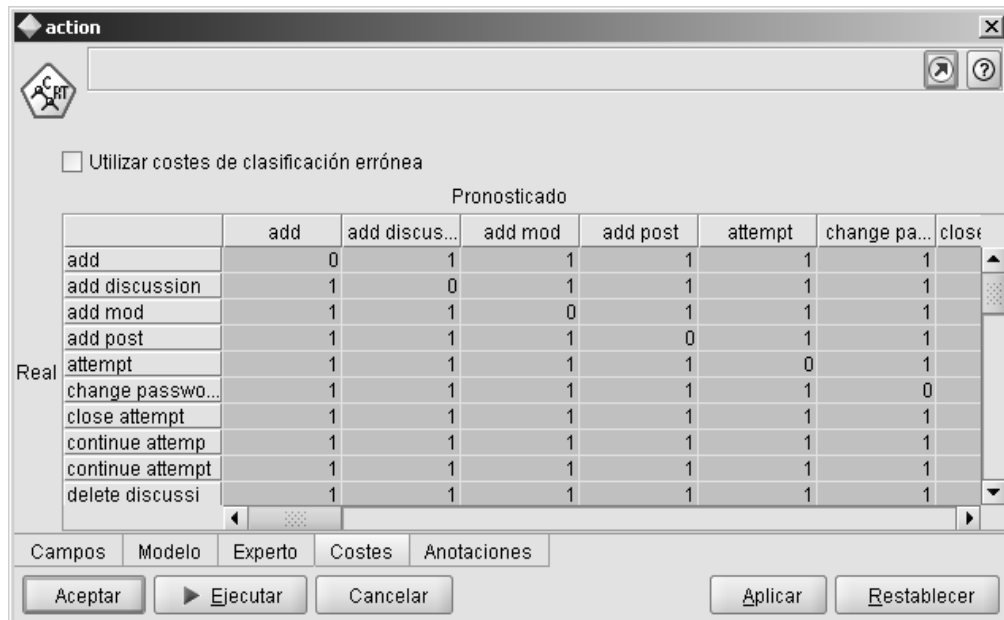 action
C&RT
Utilizar costes de clasificación errónea
Pronosticado
add add discus... add mod add post attempt change pa... close
add 0 1 1 1 1 1
add discussion 1 0 1 1 1 1
add mod 1 1 0 1 1 1
add post 1 1 1 0 1 1
Real
attempt 1 1 1 1 0 1
change passwo... 1 1 1 1 1 0
close attempt 1 1 1 1 1 1
continue attemp 1 1 1 1 1 1
continue attempt 1 1 1 1 1 1
delete discussi 1 1 1 1 1 1
Campos Modelo Experto Costes Anotaciones
Aceptar Ejecutar Cancelar Aplicar Restablecer